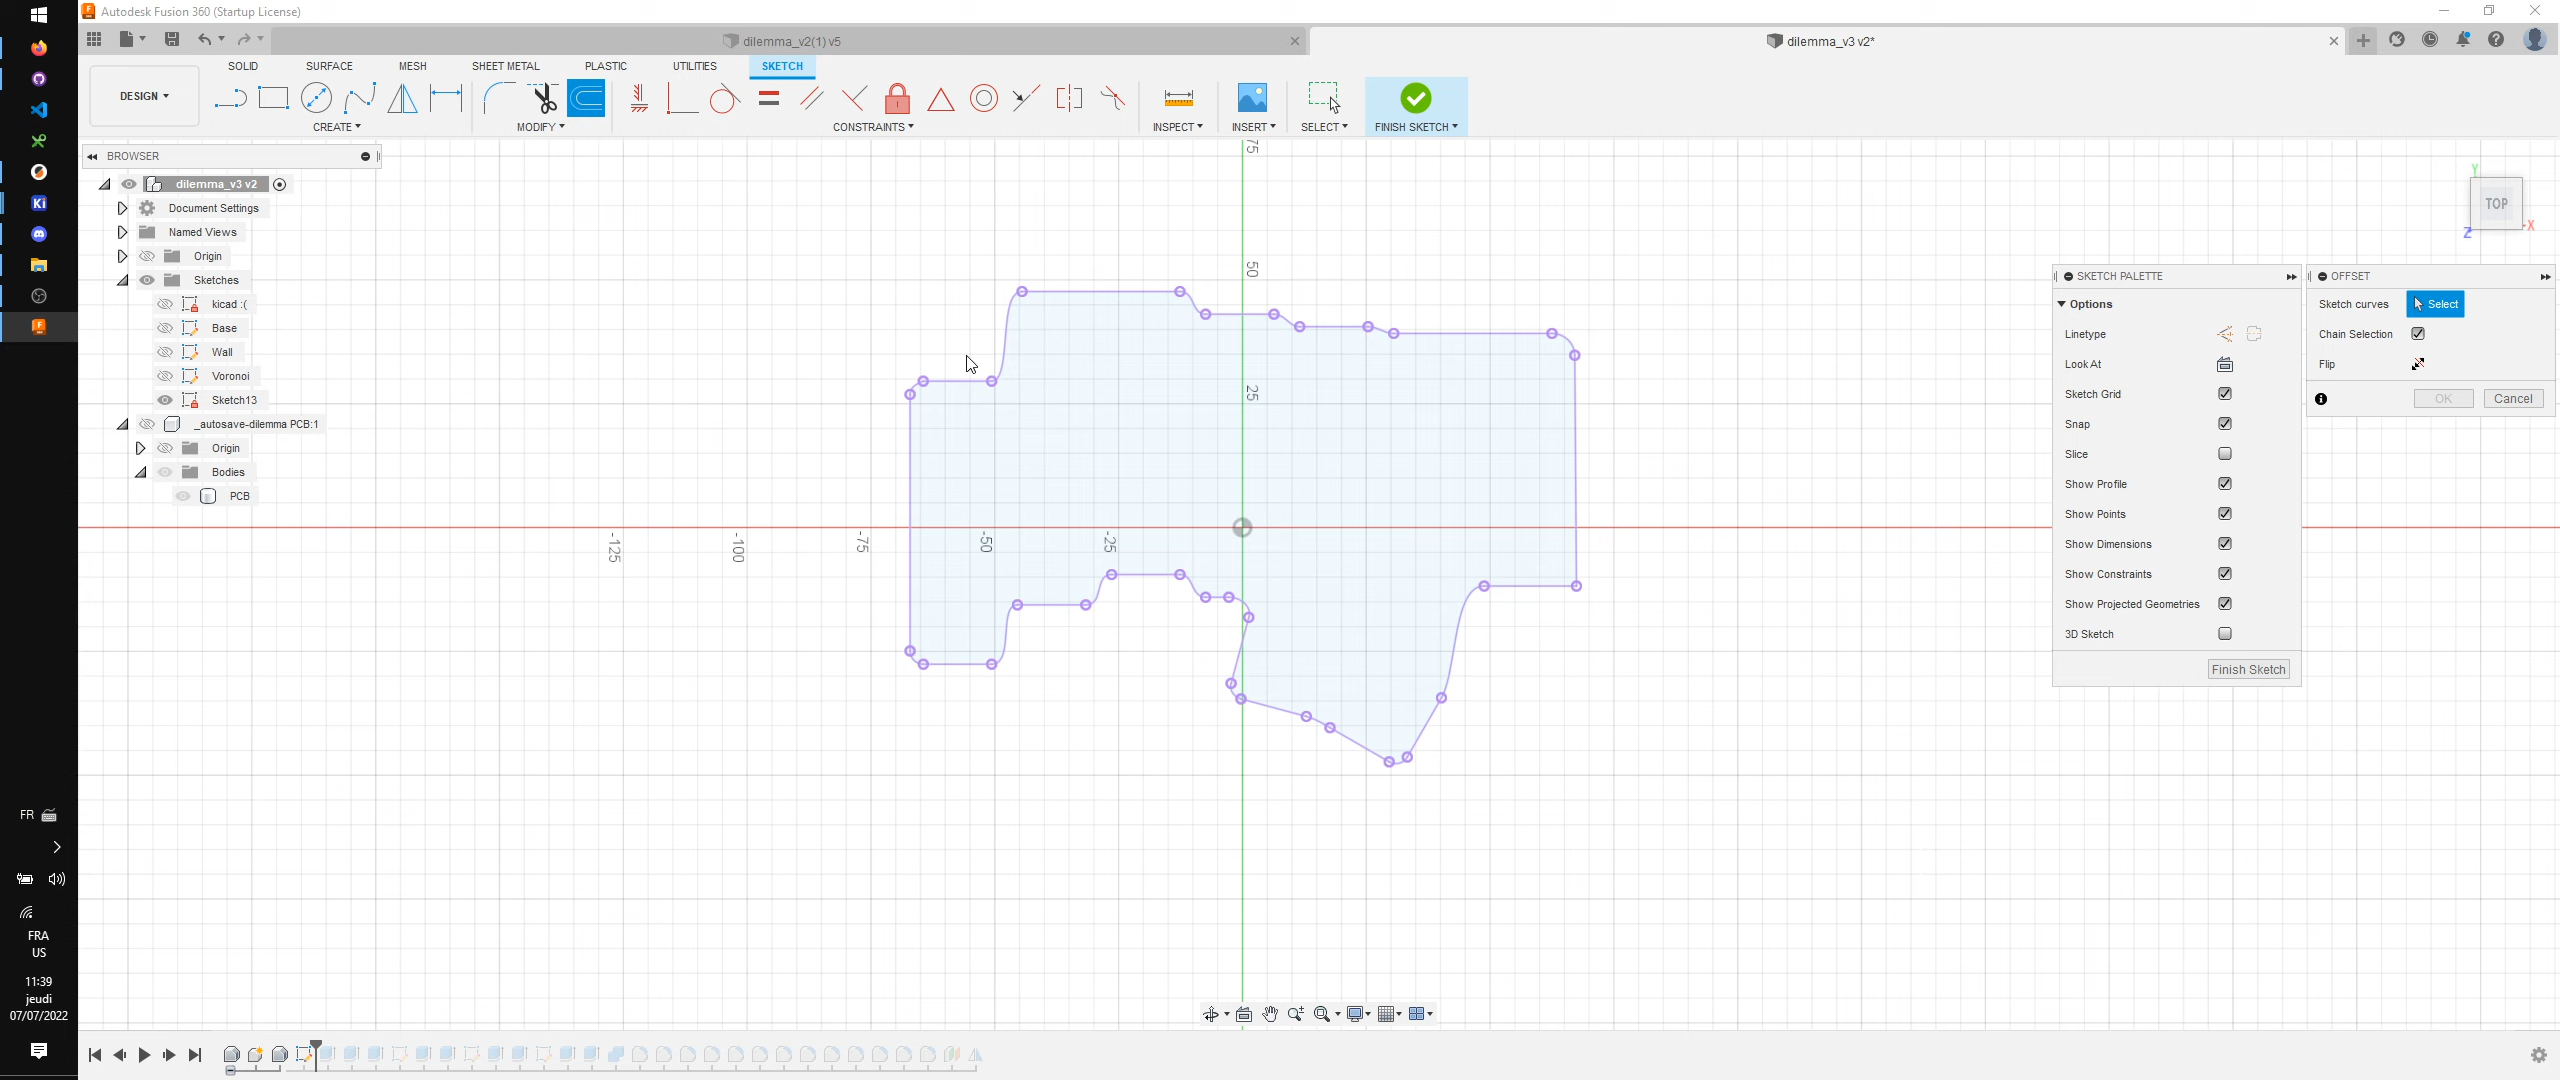 Autodesk Fusion 360 (Startup License)
dilemma_v2(1) v5
dilemma_v3 v2*
SOLID SURFACE MESH SHEET METAL PLASTIC UTILITIES SKETCH
DESIGN
CREATE MODIFY CONSTRAINTS INSPECT INSERT SELECT FINISH SKETCH
BROWSER
dilemma_v3 v2
Document Settings
Named Views
Origin
Sketches
kicad :(
Base
Wall
Voronoi
Sketch13
_autosave-dilemma PCB:1
Origin
Bodies
PCB
75
50
25
-125
-100
-75
-50
-25
Y
TOP
X
Z
SKETCH PALETTE
Options
Linetype
Look At
Sketch Grid
Snap
Slice
Show Profile
Show Points
Show Dimensions
Show Constraints
Show Projected Geometries
3D Sketch
Finish Sketch
OFFSET
Sketch curves Select
Chain Selection
Flip
OK Cancel
Ki
F
FR
FRA
US
11:39
jeudi
07/07/2022